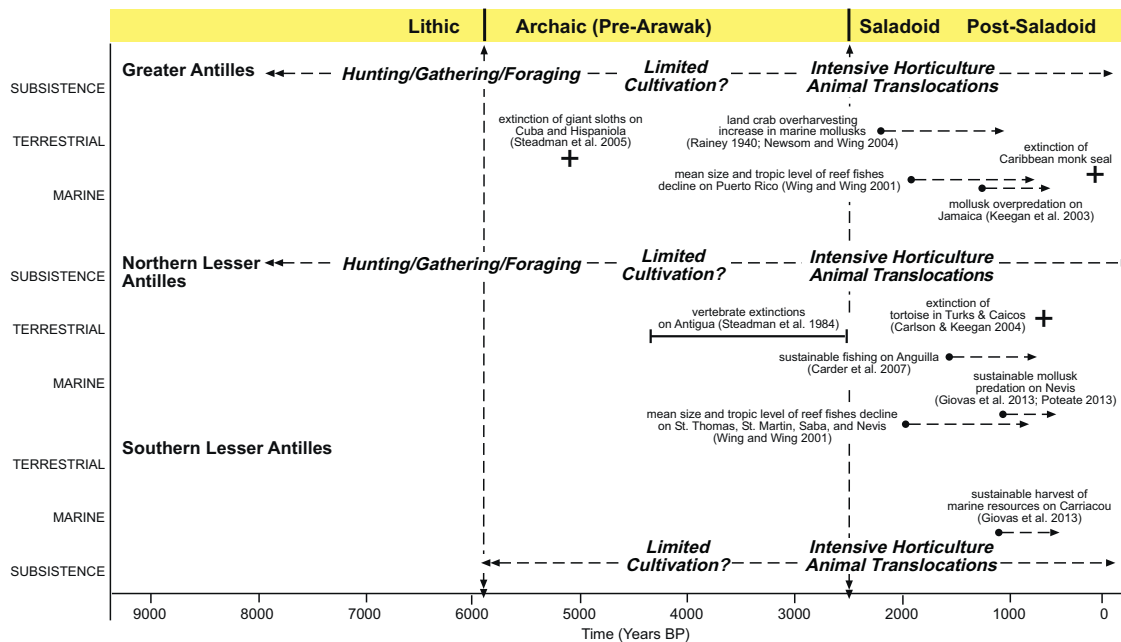 Lithic
Archaic (Pre-Arawak)
Saladoid
Post-Saladoid
Greater Antilles
SUBSISTENCE
Hunting/Gathering/Foraging
Limited
Cultivation?
Intensive Horticulture
Animal Translocations
TERRESTRIAL
extinction of giant sloths on
Cuba and Hispaniola
(Steadman et al. 2005)
land crab overharvesting
increase in marine mollusks
(Rainey 1940; Newsom and Wing 2004)
extinction of
Caribbean monk seal
MARINE
mean size and tropic level of reef fishes
decline on Puerto Rico (Wing and Wing 2001)
mollusk overpredation on
Jamaica (Keegan et al. 2003)
SUBSISTENCE
Northern Lesser
Antilles
Hunting/Gathering/Foraging
Limited
Cultivation?
Intensive Horticulture
Animal Translocations
TERRESTRIAL
vertebrate extinctions
on Antigua (Steadman et al. 1984)
extinction of
tortoise in Turks & Caicos
(Carlson & Keegan 2004)
MARINE
sustainable fishing on Anguilla
(Carder et al. 2007)
sustainable mollusk
predation on Nevis
(Giovas et al. 2013; Poteate 2013)
mean size and tropic level of reef fishes decline
on St. Thomas, St. Martin, Saba, and Nevis
(Wing and Wing 2001)
Southern Lesser Antilles
TERRESTRIAL
MARINE
sustainable harvest of
marine resources on Carriacou
(Giovas et al. 2013)
SUBSISTENCE
Limited
Cultivation?
Intensive Horticulture
Animal Translocations
9000 8000 7000 6000 5000 4000 3000 2000 1000 0
Time (Years BP)